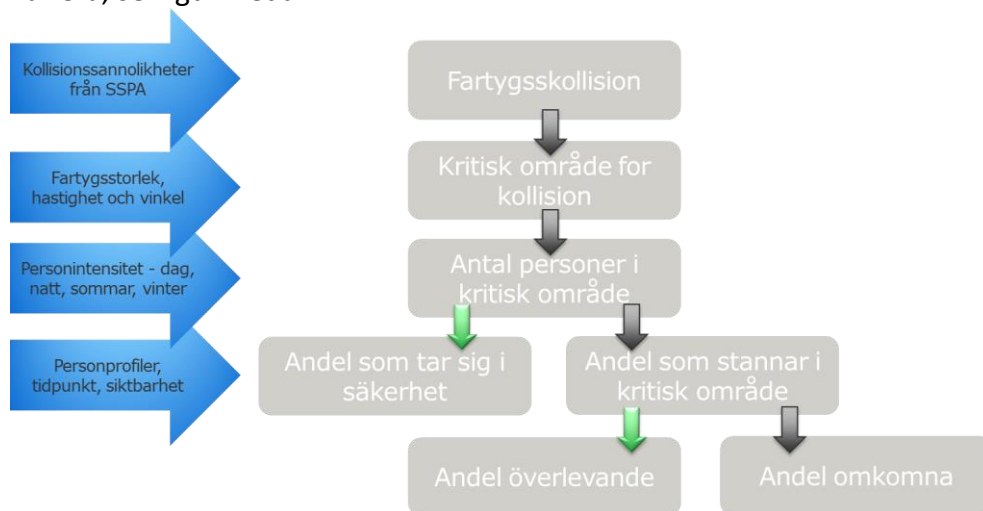 Kollisionssannolikheter
från SSPA
Fartygsskollision
Fartygsstorlek,
hastighet och vinkel
Kritisk område for
kollision
Personintensitet - dag,
natt, sommar, vinter
Antal personer i
kritisk område
Personprofiler,
tidpunkt, siktbarhet
Andel som tar sig i
säkerhet
Andel som stannar i
kritisk område
Andel överlevande
Andel omkomna